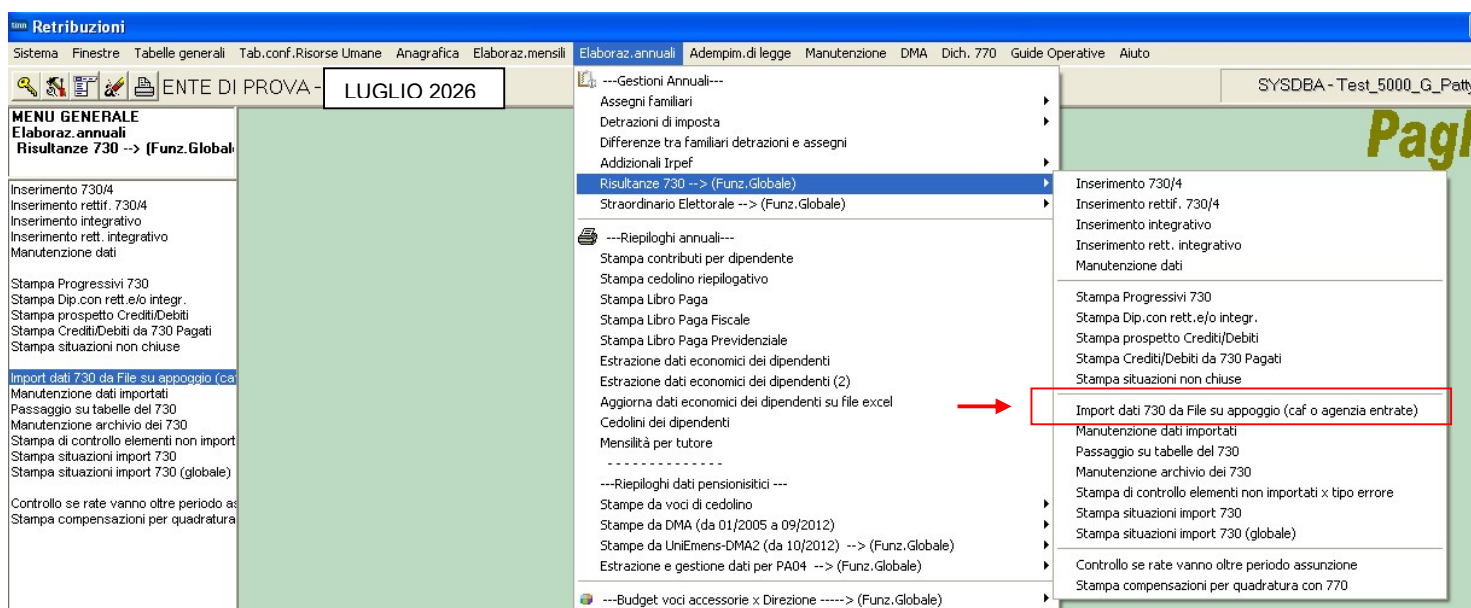 tinn Retribuzioni
Sistema Finestre Tabelle generali Tab.conf.Risorse Umane Anagrafica Elaboraz.mensili Elaboraz.annuali Adempim.di legge Manutenzione DMA Dich. 770 Guide Operative Aiuto
ENTE DI PROVA - LUGLIO 2026
SYSDBA - Test_5000_G_Patty
MENU GENERALE
Elaboraz.annuali
Risultanze 730 --> (Funz.Global
Inserimento 730/4
Inserimento rettif. 730/4
Inserimento integrativo
Inserimento rett. integrativo
Manutenzione dati
Stampa Progressivi 730
Stampa Dip.con rett.e/o integr.
Stampa prospetto Crediti/Debiti
Stampa Crediti/Debiti da 730 Pagati
Stampa situazioni non chiuse
Import dati 730 da File su appoggio (caf
Manutenzione dati importati
Passaggio su tabelle del 730
Manutenzione archivio dei 730
Stampa di controllo elementi non import
Stampa situazioni import 730
Stampa situazioni import 730 (globale)
Controllo se rate vanno oltre periodo as
Stampa compensazioni per quadratura
---Gestioni Annuali---
Assegni familiari
Detrazioni di imposta
Differenze tra familiari detrazioni e assegni
Addizionali Irpef
Risultanze 730 --> (Funz.Globale)
Straordinario Elettorale --> (Funz.Globale)
---Riepiloghi annuali---
Stampa contributi per dipendente
Stampa cedolino riepilogativo
Stampa Libro Paga
Stampa Libro Paga Fiscale
Stampa Libro Paga Previdenziale
Estrazione dati economici dei dipendenti
Estrazione dati economici dei dipendenti (2)
Aggiorna dati economici dei dipendenti su file excel
Cedolini dei dipendenti
Mensilità per tutore
- - - - - - - - - - - - - -
---Riepiloghi dati pensionisitici ---
Stampe da voci di cedolino
Stampe da DMA (da 01/2005 a 09/2012)
Stampe da UniEmens-DMA2 (da 10/2012) --> (Funz.Globale)
Estrazione e gestione dati per PA04 --> (Funz.Globale)
---Budget voci accessorie x Direzione -----> (Funz.Globale)
Pagh
Inserimento 730/4
Inserimento rettif. 730/4
Inserimento integrativo
Inserimento rett. integrativo
Manutenzione dati
Stampa Progressivi 730
Stampa Dip.con rett.e/o integr.
Stampa prospetto Crediti/Debiti
Stampa Crediti/Debiti da 730 Pagati
Stampa situazioni non chiuse
Import dati 730 da File su appoggio (caf o agenzia entrate)
Manutenzione dati importati
Passaggio su tabelle del 730
Manutenzione archivio dei 730
Stampa di controllo elementi non importati x tipo errore
Stampa situazioni import 730
Stampa situazioni import 730 (globale)
Controllo se rate vanno oltre periodo assunzione
Stampa compensazioni per quadratura con 770